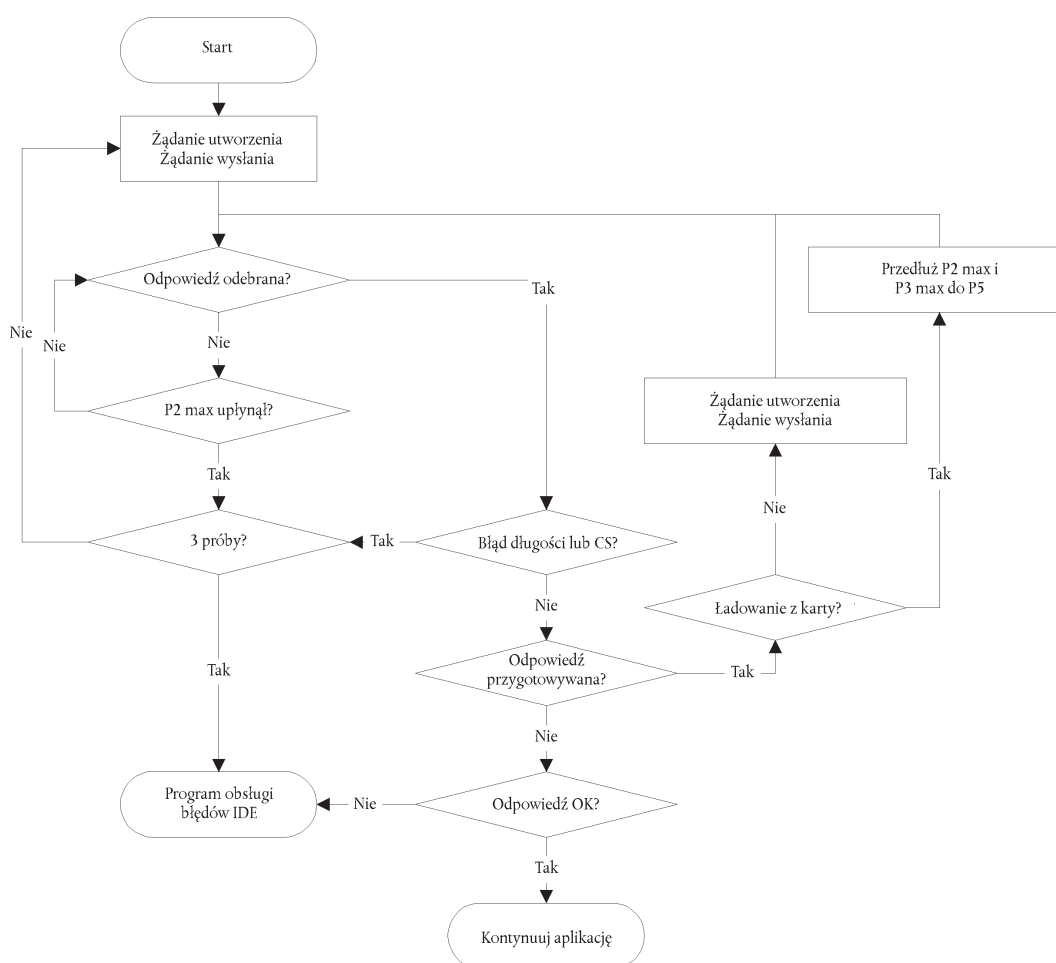 Start
Żądanie utworzenia
Żądanie wysłania
Odpowiedź odebrana?
Tak
Przedłuż P2 max i
P3 max do P5
Nie
Nie
Nie
P2 max upłynął?
Żądanie utworzenia
Żądanie wysłania
Tak
Tak
Nie
3 próby?
Tak
Błąd długości lub CS?
Nie
Ładowanie z karty?
Tak
Odpowiedź
przygotowywana?
Tak
Nie
Program obsługi
błędów IDE
Nie
Odpowiedź OK?
Tak
Kontynuuj aplikację